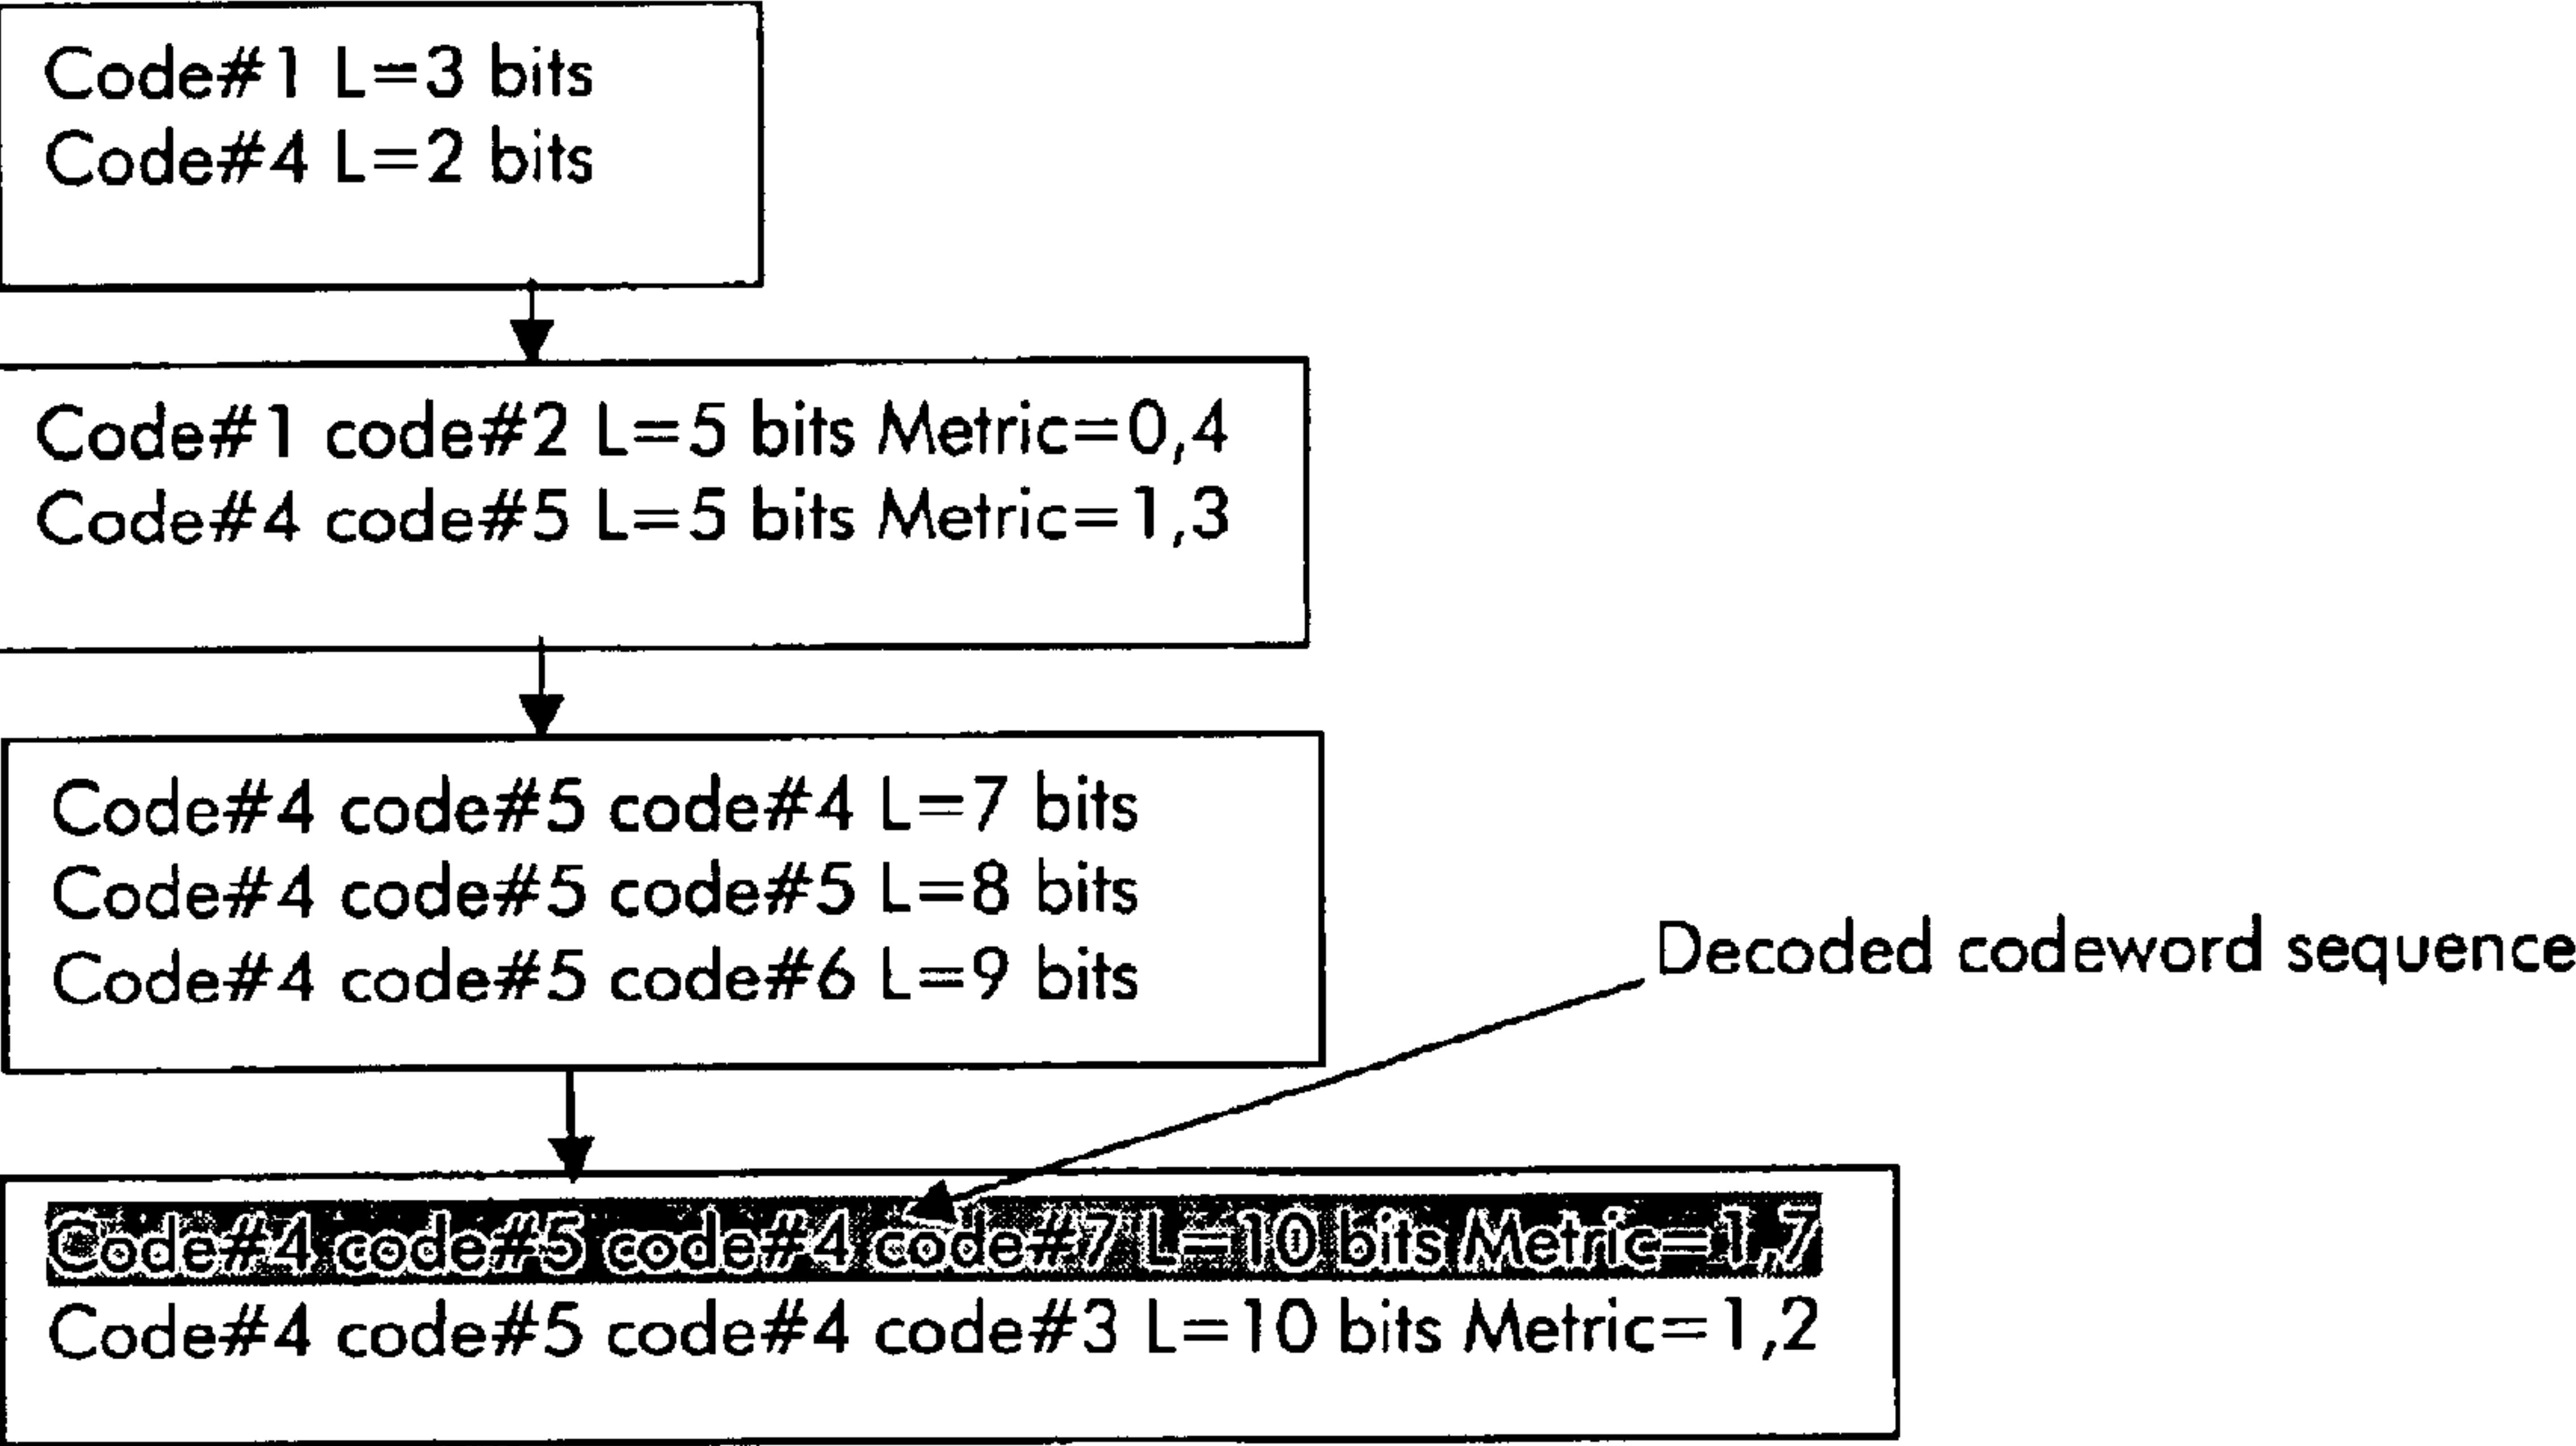 Code#1 L=3 bits
Code#4 L=2 bits
Code#1 code#2 L=5 bits Metric=0,4
Code#4 code#5 L=5 bits Metric=1,3
Code#4 code#5 code#4 L=7 bits
Code#4 code#5 code#5 L=8 bits
Code#4 code#5 code#6 L=9 bits
Decoded codeword sequence
Code#4 code#5 code#4 code#7 L=10 bits Metric=1,7
Code#4 code#5 code#4 code#3 L=10 bits Metric=1,2